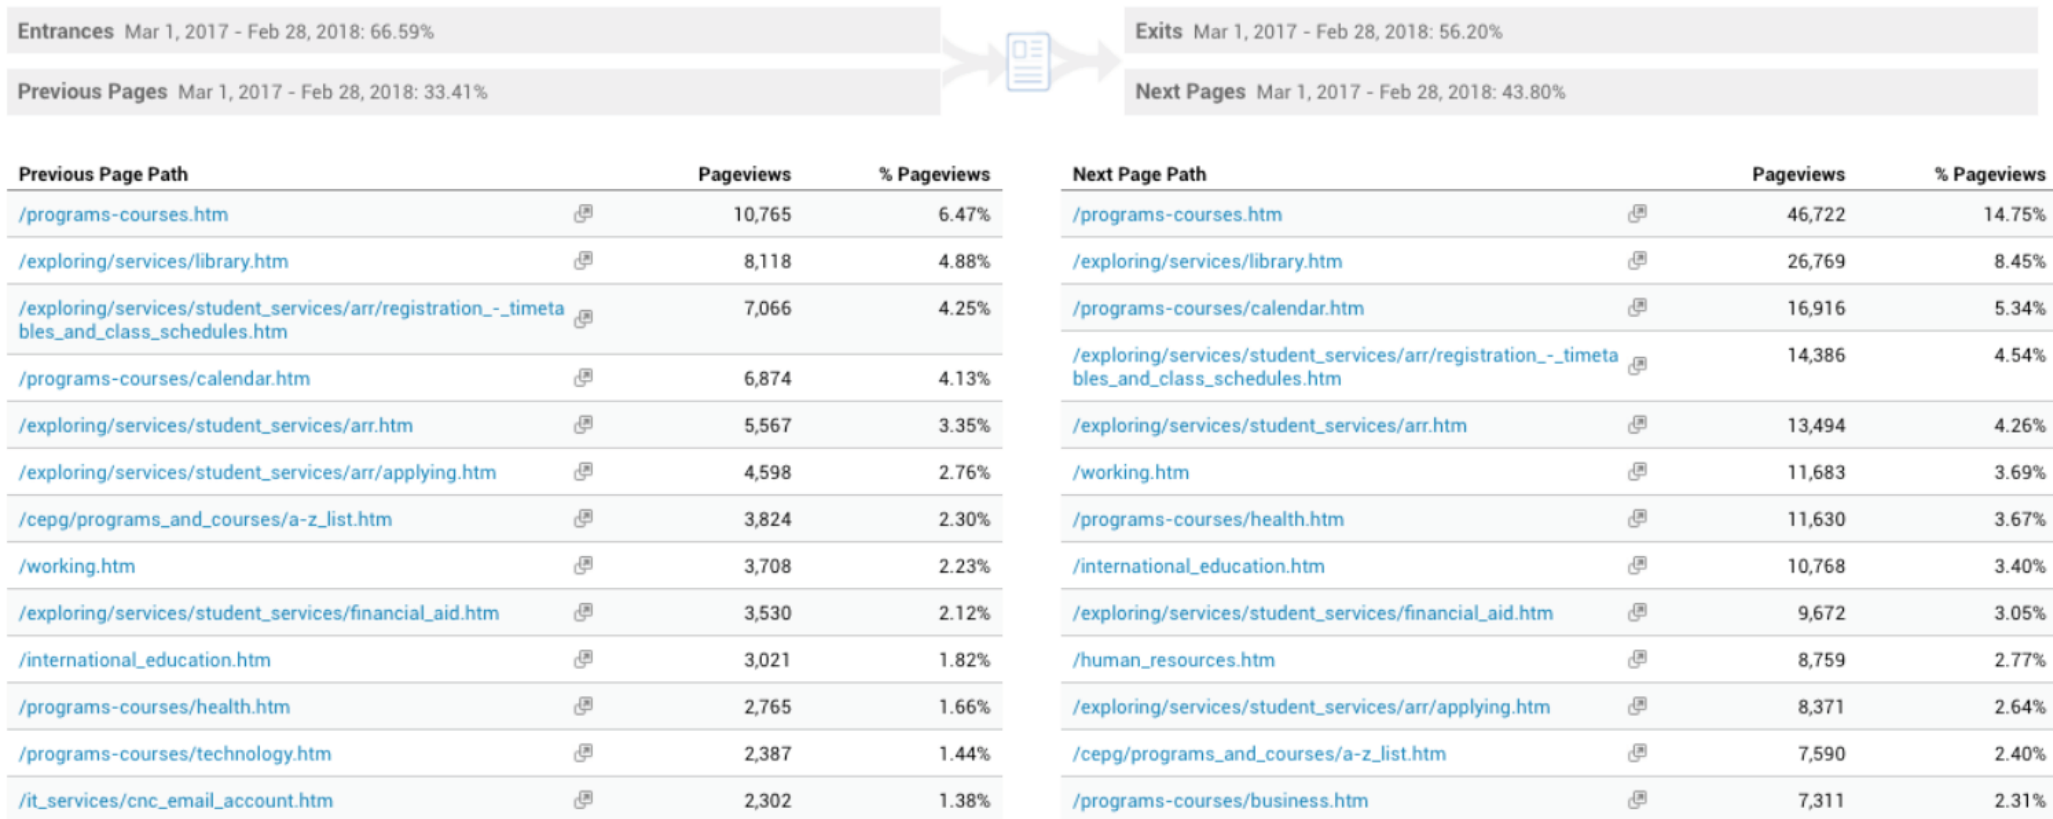 Entrances Mar 1, 2017 - Feb 28, 2018: 66.59%
Previous Pages Mar 1, 2017 - Feb 28, 2018: 33.41%
Exits Mar 1, 2017 - Feb 28, 2018: 56.20%
Next Pages Mar 1, 2017 - Feb 28, 2018: 43.80%
Previous Page Path Pageviews % Pageviews
/programs-courses.htm 10,765 6.47%
/exploring/services/library.htm 8,118 4.88%
/exploring/services/student_services/arr/registration_-_timeta 7,066 4.25%
bles_and_class_schedules.htm
/programs-courses/calendar.htm 6,874 4.13%
/exploring/services/student_services/arr.htm 5,567 3.35%
/exploring/services/student_services/arr/applying.htm 4,598 2.76%
/cepg/programs_and_courses/a-z_list.htm 3,824 2.30%
/working.htm 3,708 2.23%
/exploring/services/student_services/financial_aid.htm 3,530 2.12%
/international_education.htm 3,021 1.82%
/programs-courses/health.htm 2,765 1.66%
/programs-courses/technology.htm 2,387 1.44%
/it_services/cnc_email_account.htm 2,302 1.38%
Next Page Path Pageviews % Pageviews
/programs-courses.htm 46,722 14.75%
/exploring/services/library.htm 26,769 8.45%
/programs-courses/calendar.htm 16,916 5.34%
/exploring/services/student_services/arr/registration_-_timeta 14,386 4.54%
bles_and_class_schedules.htm
/exploring/services/student_services/arr.htm 13,494 4.26%
/working.htm 11,683 3.69%
/programs-courses/health.htm 11,630 3.67%
/international_education.htm 10,768 3.40%
/exploring/services/student_services/financial_aid.htm 9,672 3.05%
/human_resources.htm 8,759 2.77%
/exploring/services/student_services/arr/applying.htm 8,371 2.64%
/cepg/programs_and_courses/a-z_list.htm 7,590 2.40%
/programs-courses/business.htm 7,311 2.31%